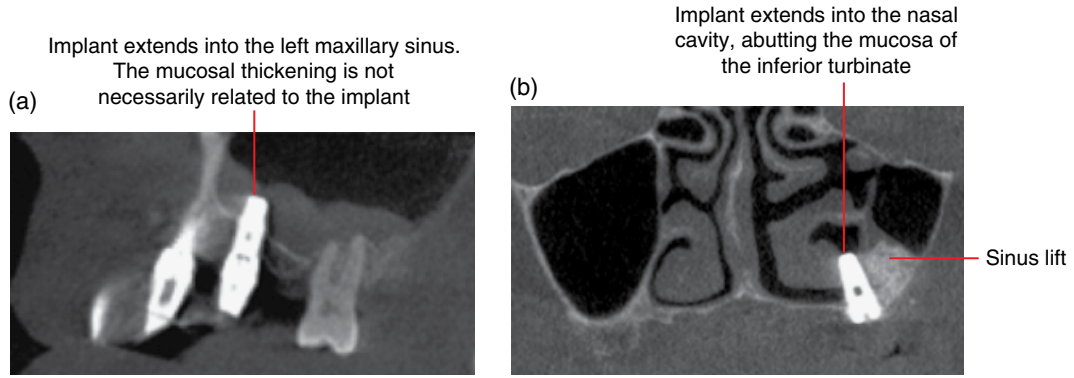 Implant extends into the left maxillary sinus.
The mucosal thickening is not
necessarily related to the implant
(a)
Implant extends into the nasal
cavity, abutting the mucosa of
the inferior turbinate
(b)
Sinus lift